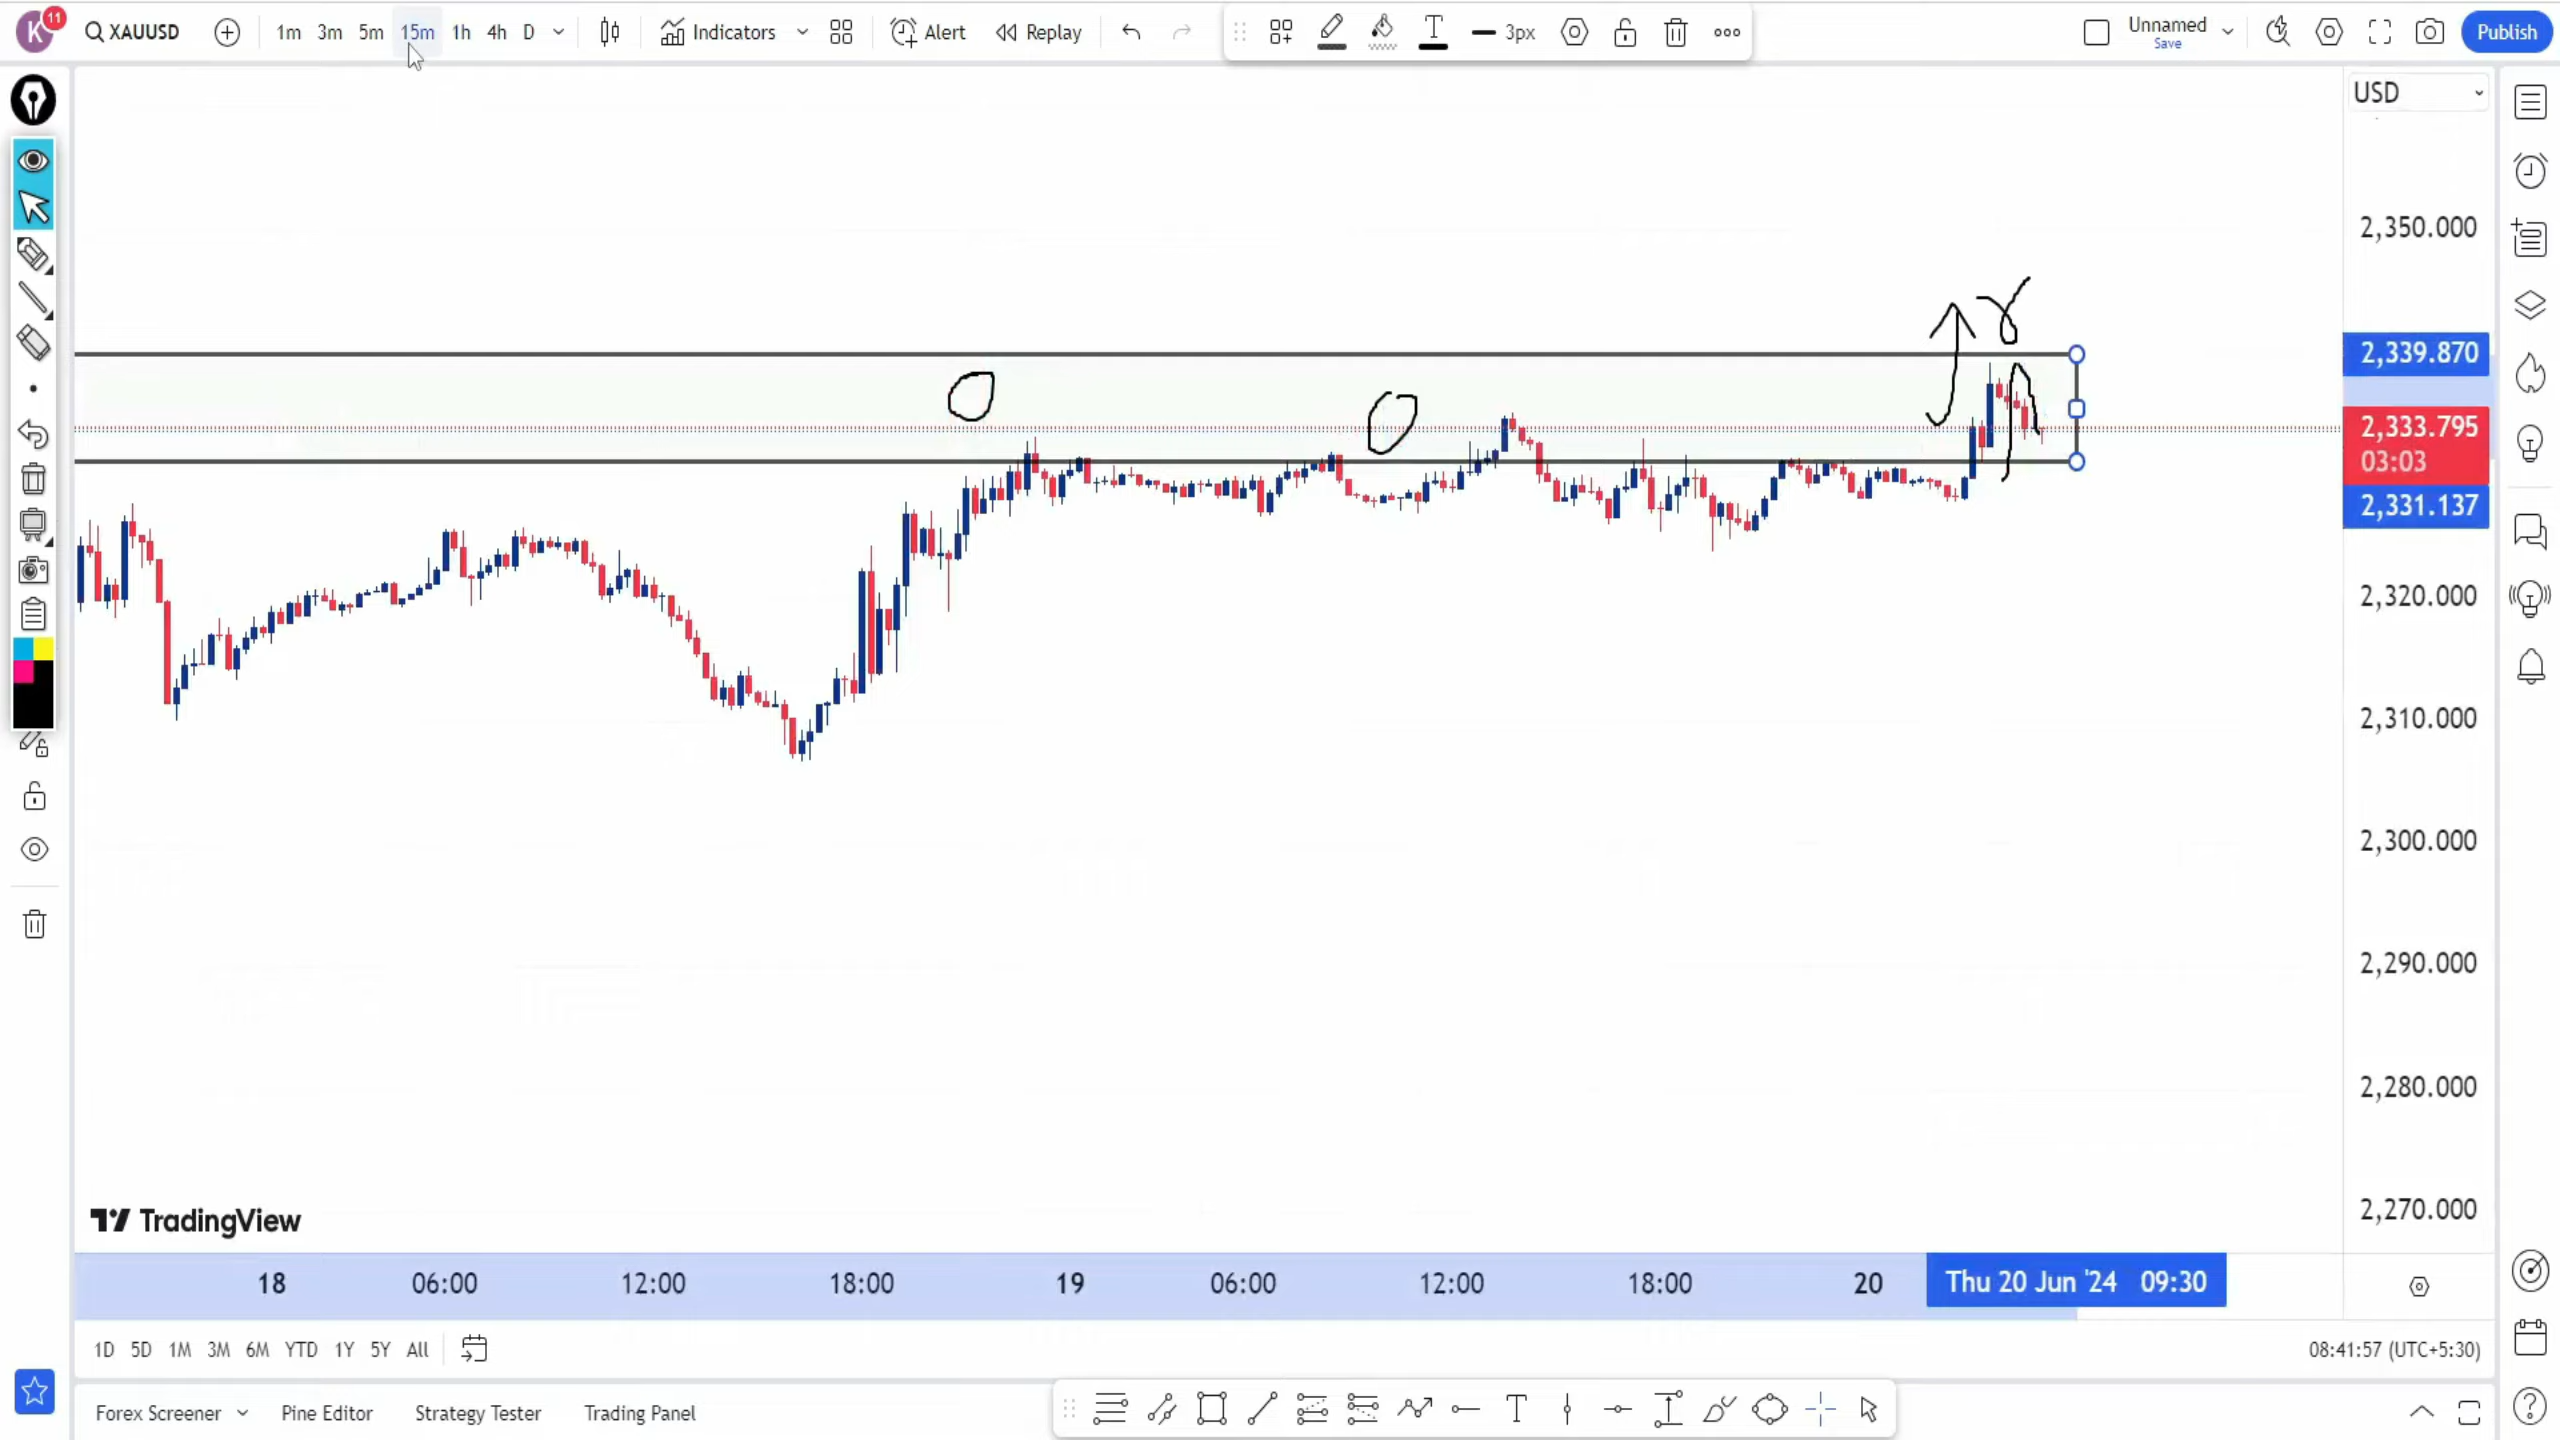 K 11 XAUUSD 1m 3m 5m 15m 1h 4h D Indicators Alert Replay T 3px Unnamed Publish
Save
USD
2,350.000
2,339.870
2,333.795
03:03
2,331.137
2,320.000
2,310.000
2,300.000
2,290.000
2,280.000
2,270.000
TradingView
18 06:00 12:00 18:00 19 06:00 12:00 18:00 20 Thu 20 Jun '24 09:30
1D 5D 1M 3M 6M YTD 1Y 5Y All 08:41:57 (UTC+5:30)
Forex Screener Pine Editor Strategy Tester Trading Panel T